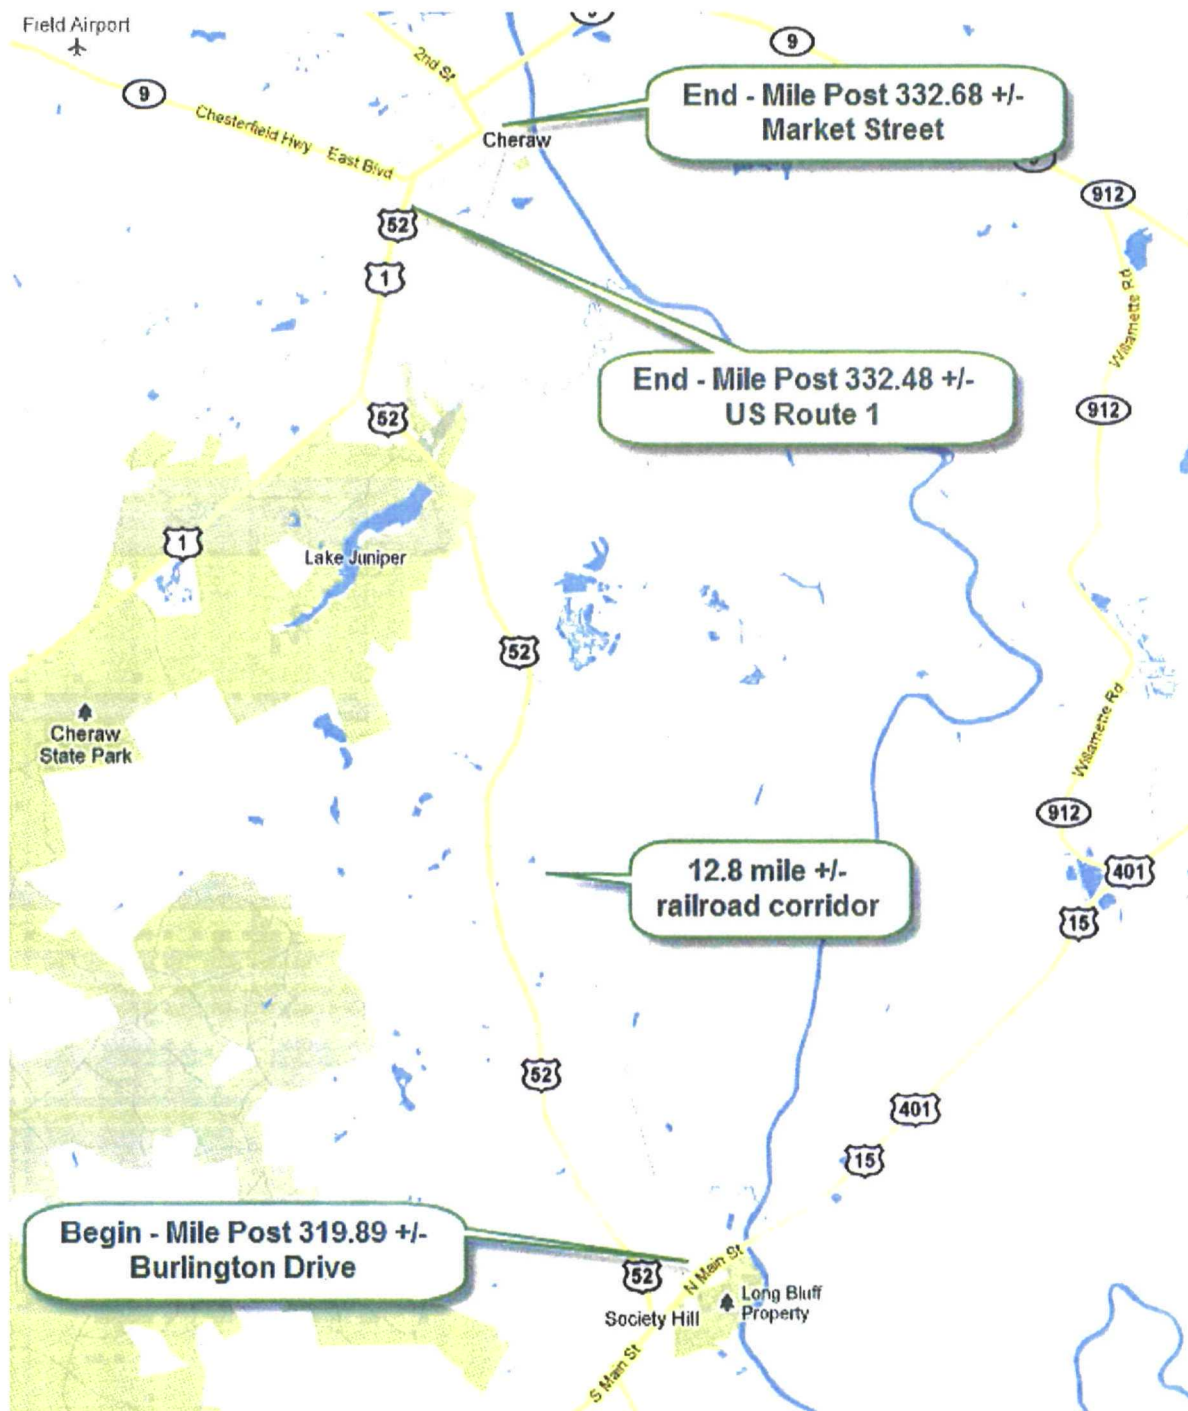 Field Airport
9
9
9
2nd St
End - Mile Post 332.68 +/-
Market Street
Chesterfield Hwy
East Blvd
Cheraw
912
52
1
Willamette Rd
End - Mile Post 332.48 +/-
US Route 1
52
912
1
Lake Juniper
52
Cheraw
State Park
Willamette Rd
912
12.8 mile +/-
railroad corridor
401
15
52
401
15
Begin - Mile Post 319.89 +/-
Burlington Drive
52
N Main St
Long Bluff
Property
Society Hill
S Main St